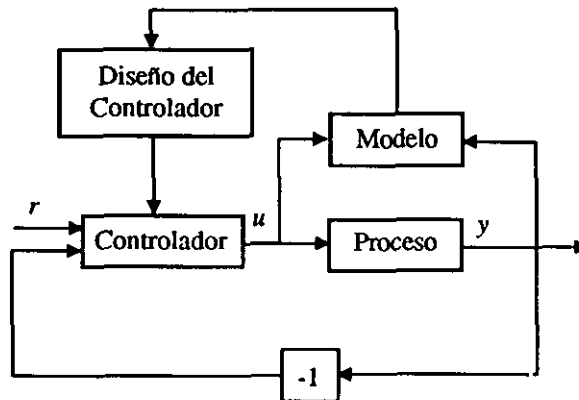 Diseño del
Controlador
Modelo
r
Controlador
u
Proceso
y
-1